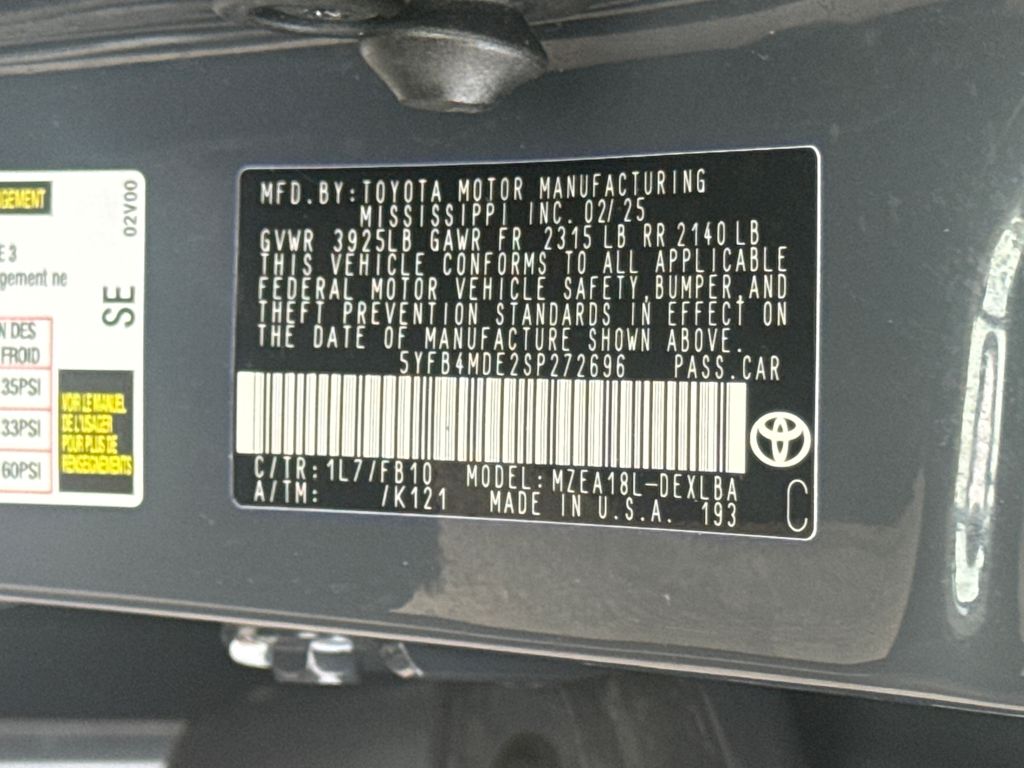 GEMENT
02V00
E 3
gement ne
SE
N DES
FROID
35PSI
33PSI
60PSI
VOIR LE MANUEL
DE L'USAGER
POUR PLUS DE
RENSEIGNEMENTS
MFD.BY:TOYOTA MOTOR MANUFACTURING
MISSISSIPPI INC. 02/25
GVWR 3925LB GAWR FR 2315 LB RR 2140 LB
THIS VEHICLE CONFORMS TO ALL APPLICABLE
FEDERAL MOTOR VEHICLE SAFETY,BUMPER,AND
THEFT PREVENTION STANDARDS IN EFFECT ON
THE DATE OF MANUFACTURE SHOWN ABOVE.
5YFB4MDE2SP272696 PASS.CAR
C/TR:1L7/FB10 MODEL:MZEA18L-DEXLBA
A/TM: /K121 MADE IN U.S.A. 193
C